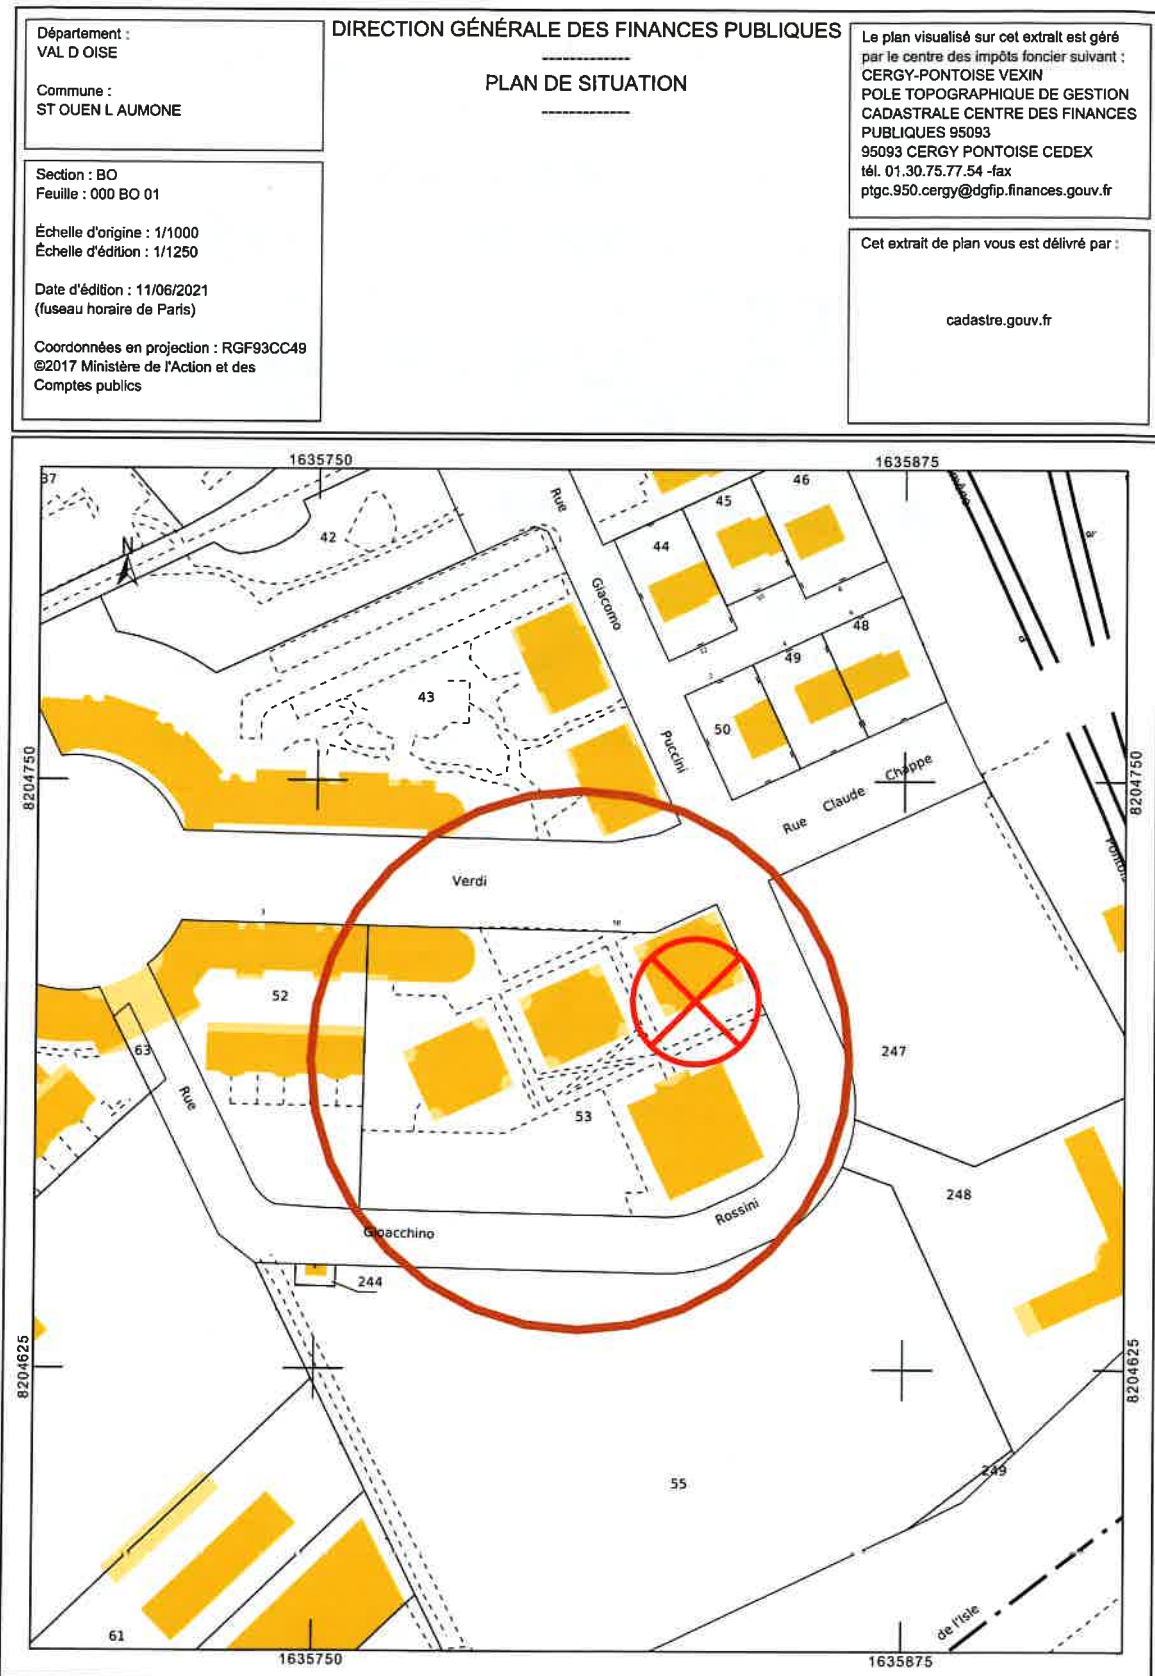 Département :
VAL D OISE
Commune :
ST OUEN L AUMONE
Section : BO
Feuille : 000 BO 01
Échelle d'origine : 1/1000
Échelle d'édition : 1/1250
Date d'édition : 11/06/2021
(fuseau horaire de Paris)
Coordonnées en projection : RGF93CC49
©2017 Ministère de l'Action et des
Comptes publics
DIRECTION GÉNÉRALE DES FINANCES PUBLIQUES
PLAN DE SITUATION
Le plan visualisé sur cet extrait est géré
par le centre des impôts foncier suivant :
CERGY-PONTOISE VEXIN
POLE TOPOGRAPHIQUE DE GESTION
CADASTRALE CENTRE DES FINANCES
PUBLIQUES 95093
95093 CERGY PONTOISE CEDEX
tél. 01.30.75.77.54 -fax
ptgc.950.cergy@dgfip.finances.gouv.fr
Cet extrait de plan vous est délivré par :
cadastre.gouv.fr
1635750
1635875
37
42
N
Rue
Giacomo
Puccini
44
45
46
43
48
49
50
8204750
8204750
Rue Claude Chappe
Verdi
52
63
Rue
53
247
248
Gioacchino
Rossini
244
8204625
8204625
55
249
61
de l'Isle
1635750
1635875